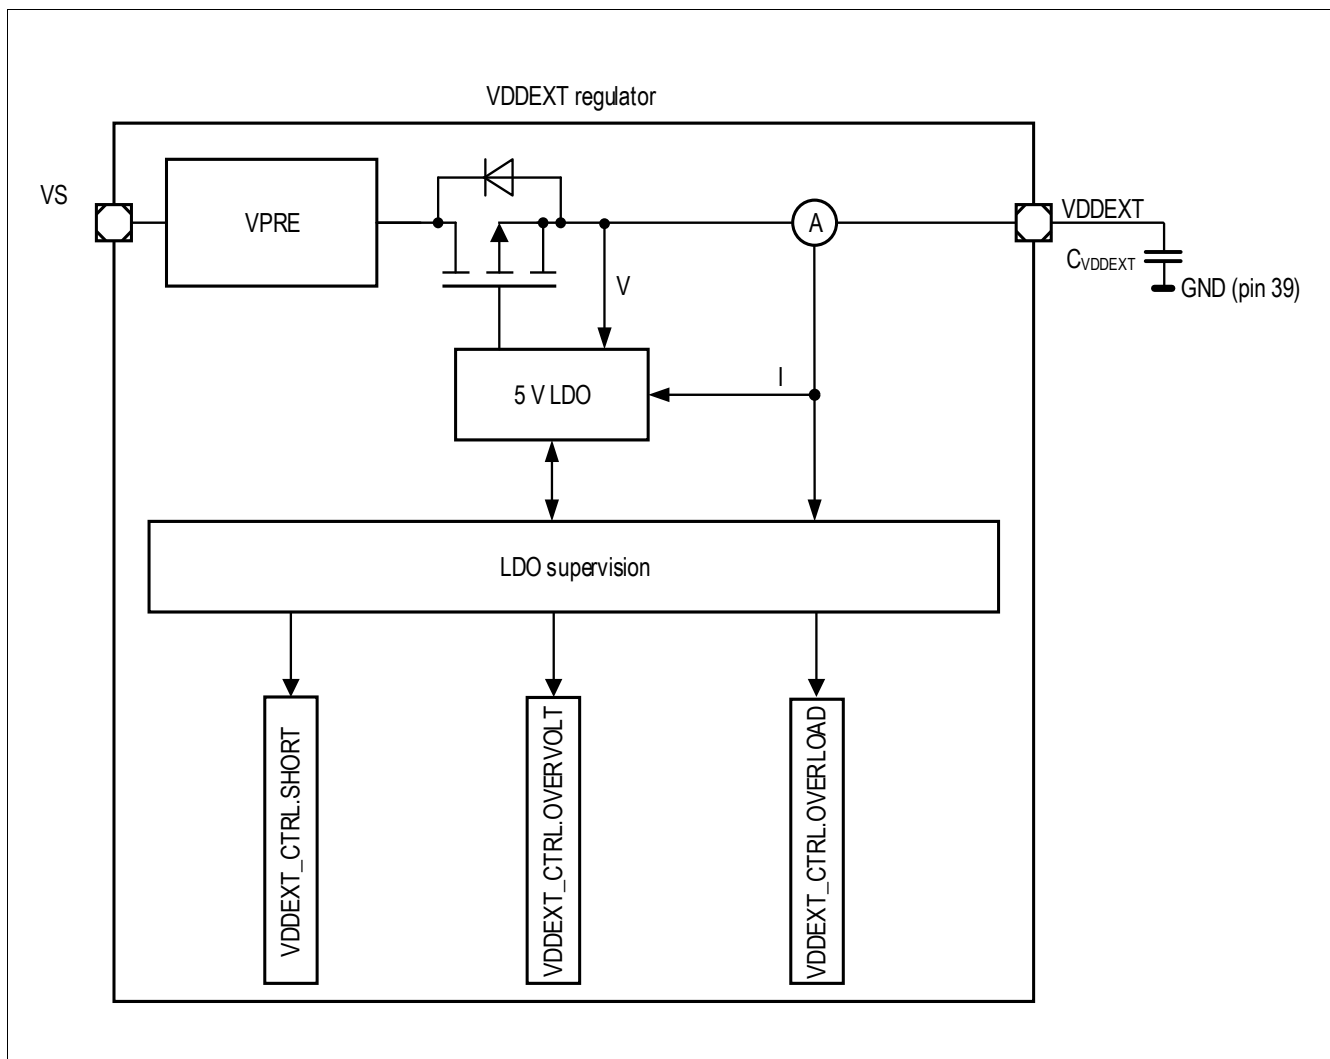 VDDEXT regulator
VS
VPRE
A
VDDEXT
CVDDEXT
GND (pin 39)
V
5 V LDO
I
LDO supervision
VDDEXT_CTRL.SHORT
VDDEXT_CTRL.OVERVOLT
VDDEXT_CTRL.OVERLOAD